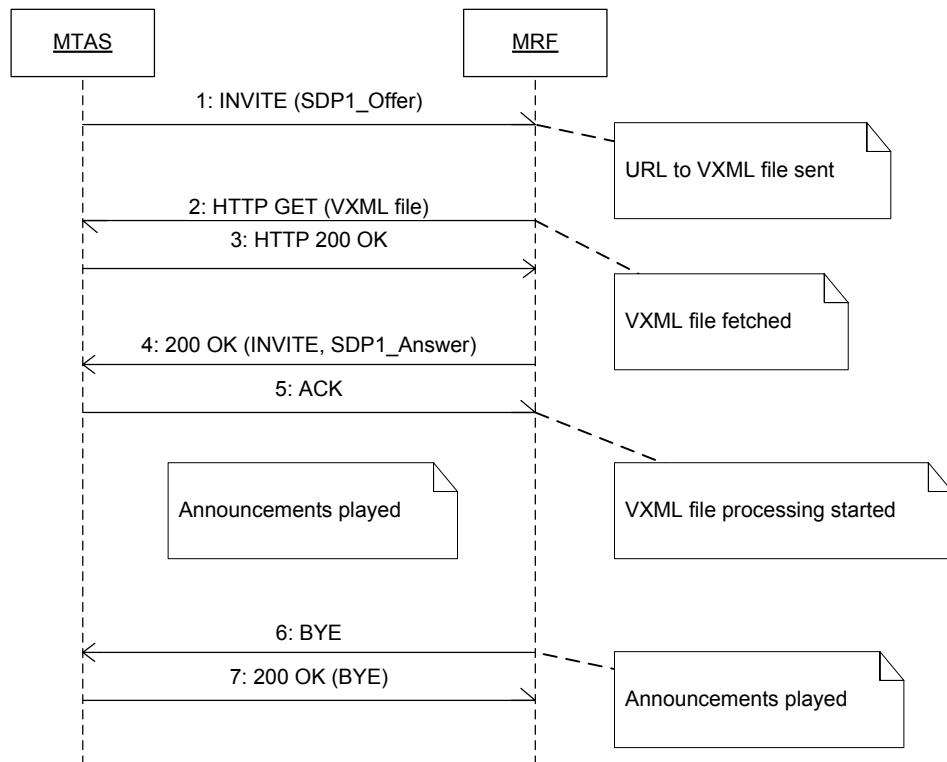 MTAS
MRF
1: INVITE (SDP1_Offer)
URL to VXML file sent
2: HTTP GET (VXML file)
3: HTTP 200 OK
VXML file fetched
4: 200 OK (INVITE, SDP1_Answer)
5: ACK
Announcements played
VXML file processing started
6: BYE
7: 200 OK (BYE)
Announcements played